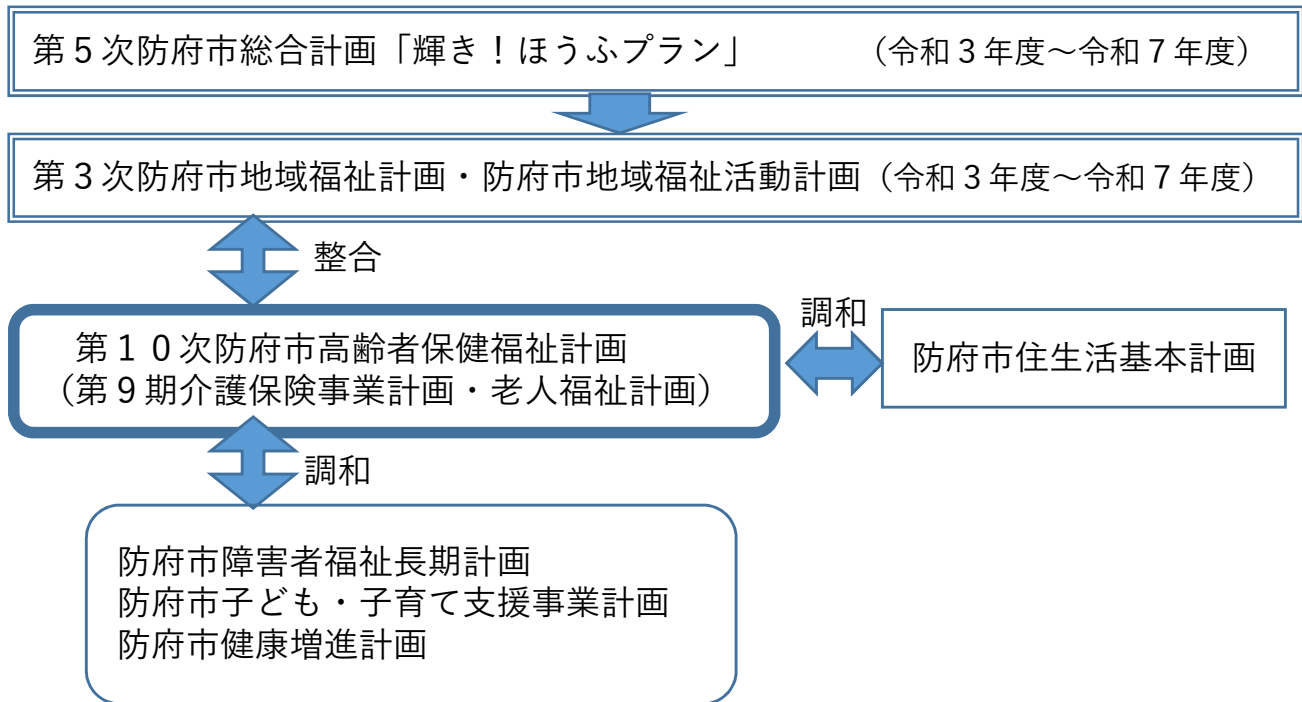 第５次防府市総合計画「輝き！ほうふプラン」　　（令和３年度～令和７年度）
第３次防府市地域福祉計画・防府市地域福祉活動計画（令和３年度～令和７年度）
整合
第１０次防府市高齢者保健福祉計画
（第９期介護保険事業計画・老人福祉計画）
調和
防府市住生活基本計画
調和
防府市障害者福祉長期計画
防府市子ども・子育て支援事業計画
防府市健康増進計画